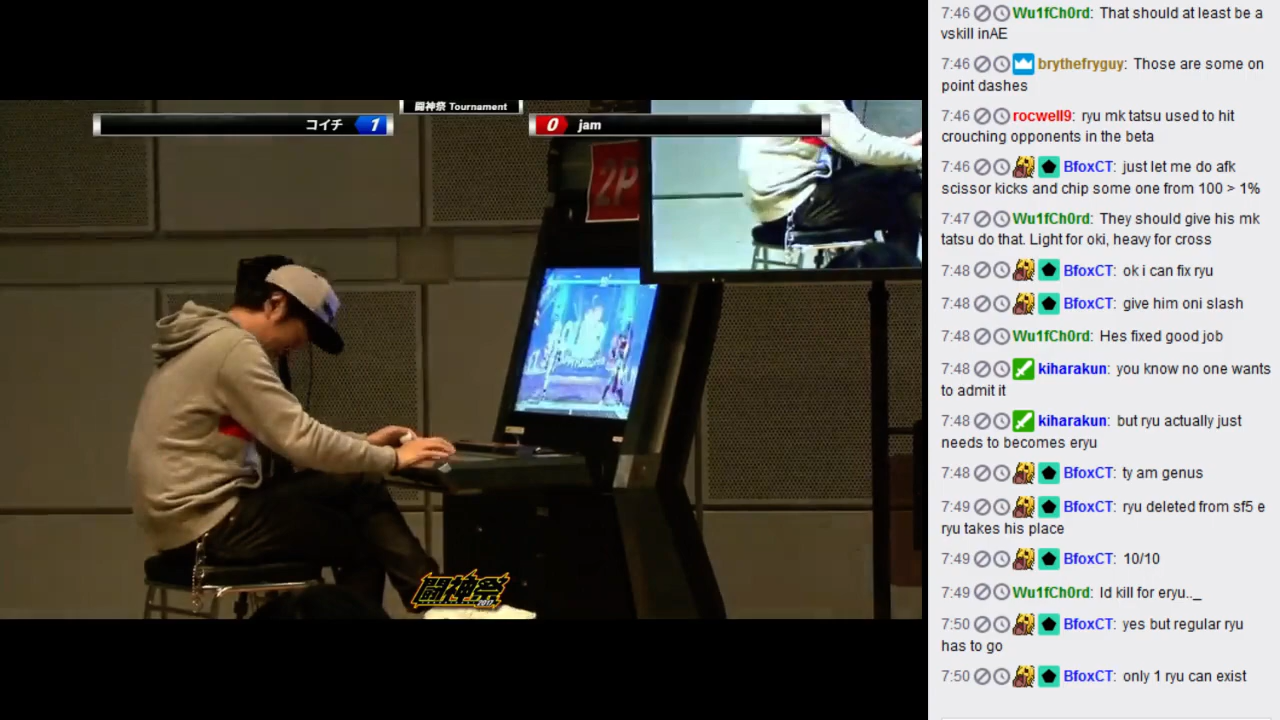 闘神祭 Tournament
コイチ 1
0 jam
2P
闘神祭
2017
7:46 Wu1fCh0rd: That should at least be a
vskill inAE
7:46 brythefryguy: Those are some on
point dashes
7:46 rocwell9: ryu mk tatsu used to hit
crouching opponents in the beta
7:46 BfoxCT: just let me do afk
scissor kicks and chip some one from 100 > 1%
7:47 Wu1fCh0rd: They should give his mk
tatsu do that. Light for oki, heavy for cross
7:48 BfoxCT: ok i can fix ryu
7:48 BfoxCT: give him oni slash
7:48 Wu1fCh0rd: Hes fixed good job
7:48 kiharakun: you know no one wants
to admit it
7:48 kiharakun: but ryu actually just
needs to becomes eryu
7:48 BfoxCT: ty am genus
7:49 BfoxCT: ryu deleted from sf5 e
ryu takes his place
7:49 BfoxCT: 10/10
7:49 Wu1fCh0rd: Id kill for eryu.._
7:50 BfoxCT: yes but regular ryu
has to go
7:50 BfoxCT: only 1 ryu can exist